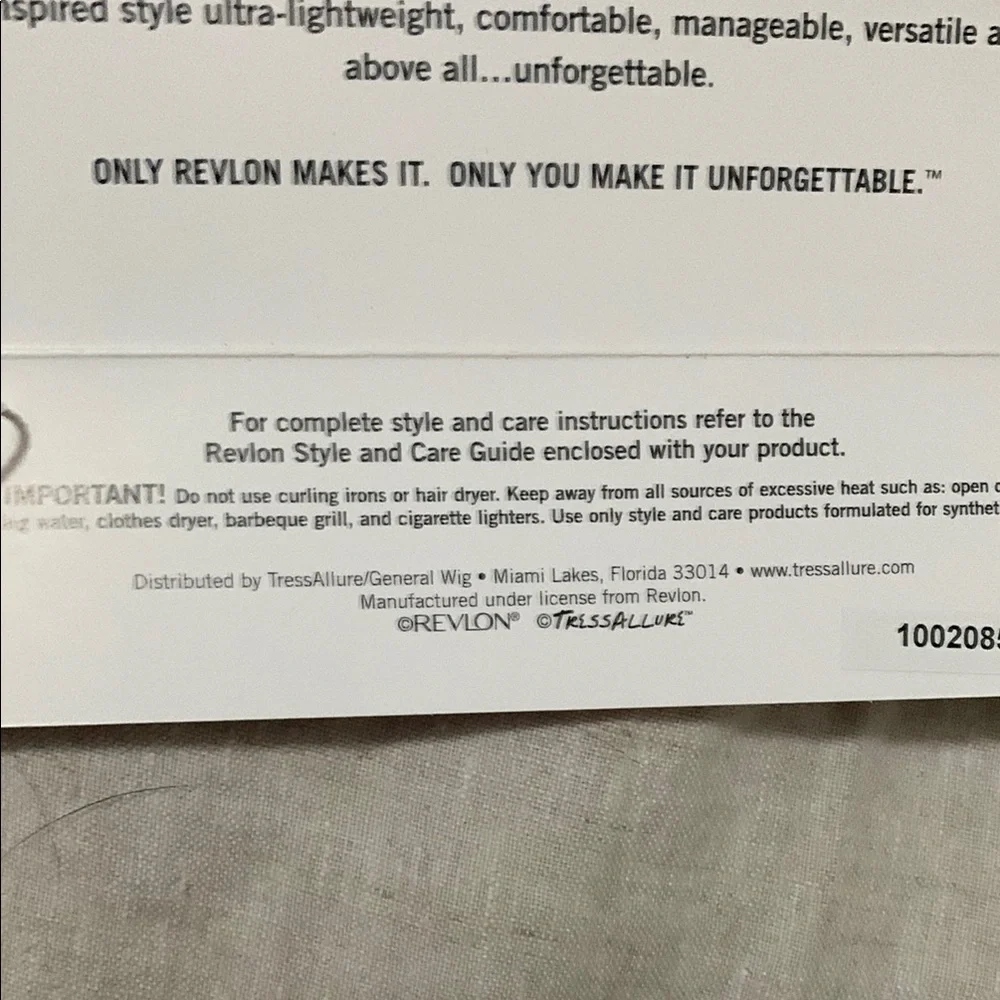 nspired style ultra-lightweight, comfortable, manageable, versatile a
above all...unforgettable.
ONLY REVLON MAKES IT. ONLY YOU MAKE IT UNFORGETTABLE.™
For complete style and care instructions refer to the
Revlon Style and Care Guide enclosed with your product.
IMPORTANT! Do not use curling irons or hair dryer. Keep away from all sources of excessive heat such as: open
water, clothes dryer, barbeque grill, and cigarette lighters. Use only style and care products formulated for synthet
Distributed by TressAllure/General Wig • Miami Lakes, Florida 33014 • www.tressallure.com
Manufactured under license from Revlon.
©REVLON® ©TRESSALLURE™
100208